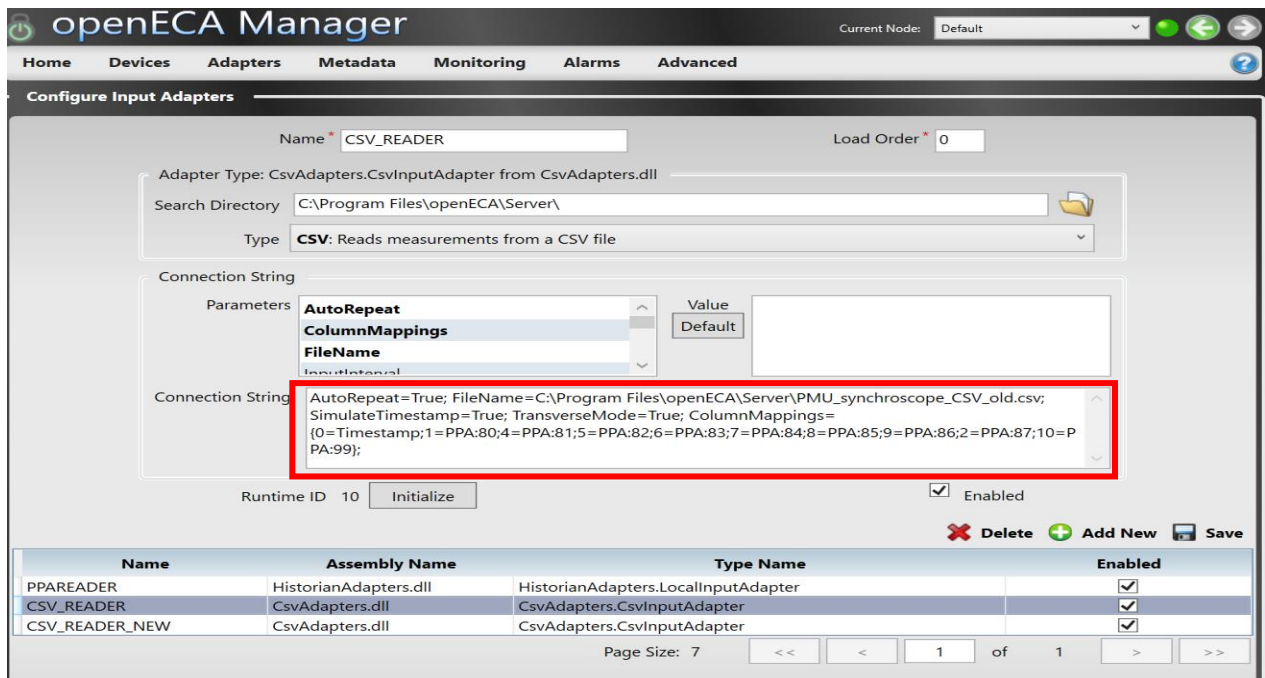 openECA Manager
Current Node: Default
Home Devices Adapters Metadata Monitoring Alarms Advanced
Configure Input Adapters
Name * CSV_READER Load Order * 0
Adapter Type: CsvAdapters.CsvInputAdapter from CsvAdapters.dll
Search Directory C:\Program Files\openECA\Server\
Type CSV: Reads measurements from a CSV file
Connection String
Parameters AutoRepeat Value
ColumnMappings Default
FileName
InputInterval
Connection String AutoRepeat=True; FileName=C:\Program Files\openECA\Server\PMU_synchroscope_CSV_old.csv;
SimulateTimestamp=True; TransverseMode=True; ColumnMappings=
{0=Timestamp;1=PPA:80;4=PPA:81;5=PPA:82;6=PPA:83;7=PPA:84;8=PPA:85;9=PPA:86;2=PPA:87;10=P
PA:99};
Runtime ID 10 Initialize Enabled
Delete Add New Save
Name Assembly Name Type Name Enabled
PPAREADER HistorianAdapters.dll HistorianAdapters.LocalInputAdapter
CSV_READER CsvAdapters.dll CsvAdapters.CsvInputAdapter
CSV_READER_NEW CsvAdapters.dll CsvAdapters.CsvInputAdapter
Page Size: 7 << < 1 of 1 > >>